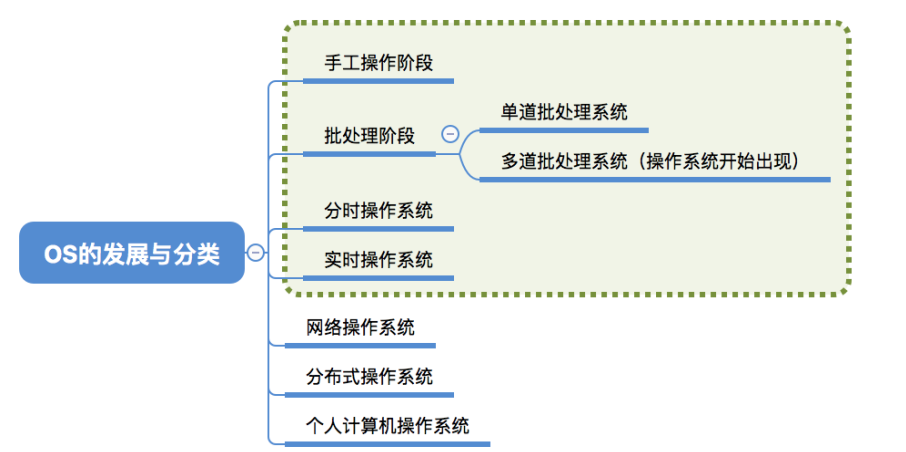 手工操作阶段
单道批处理系统
批处理阶段
多道批处理系统（操作系统开始出现）
分时操作系统
OS的发展与分类
实时操作系统
网络操作系统
分布式操作系统
个人计算机操作系统